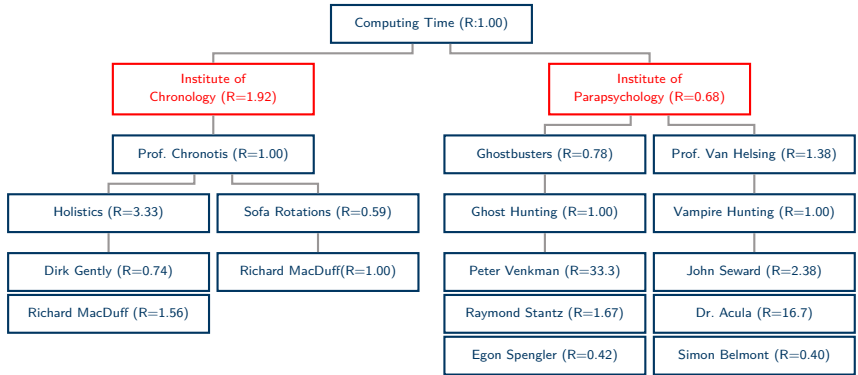 Computing Time (R:1.00)
Institute of
Chronology (R=1.92)
Institute of
Parapsychology (R=0.68)
Prof. Chronotis (R=1.00)
Ghostbusters (R=0.78)
Prof. Van Helsing (R=1.38)
Holistics (R=3.33)
Sofa Rotations (R=0.59)
Ghost Hunting (R=1.00)
Vampire Hunting (R=1.00)
Dirk Gently (R=0.74)
Richard MacDuff(R=1.00)
Peter Venkman (R=33.3)
John Seward (R=2.38)
Richard MacDuff (R=1.56)
Raymond Stantz (R=1.67)
Dr. Acula (R=16.7)
Egon Spengler (R=0.42)
Simon Belmont (R=0.40)